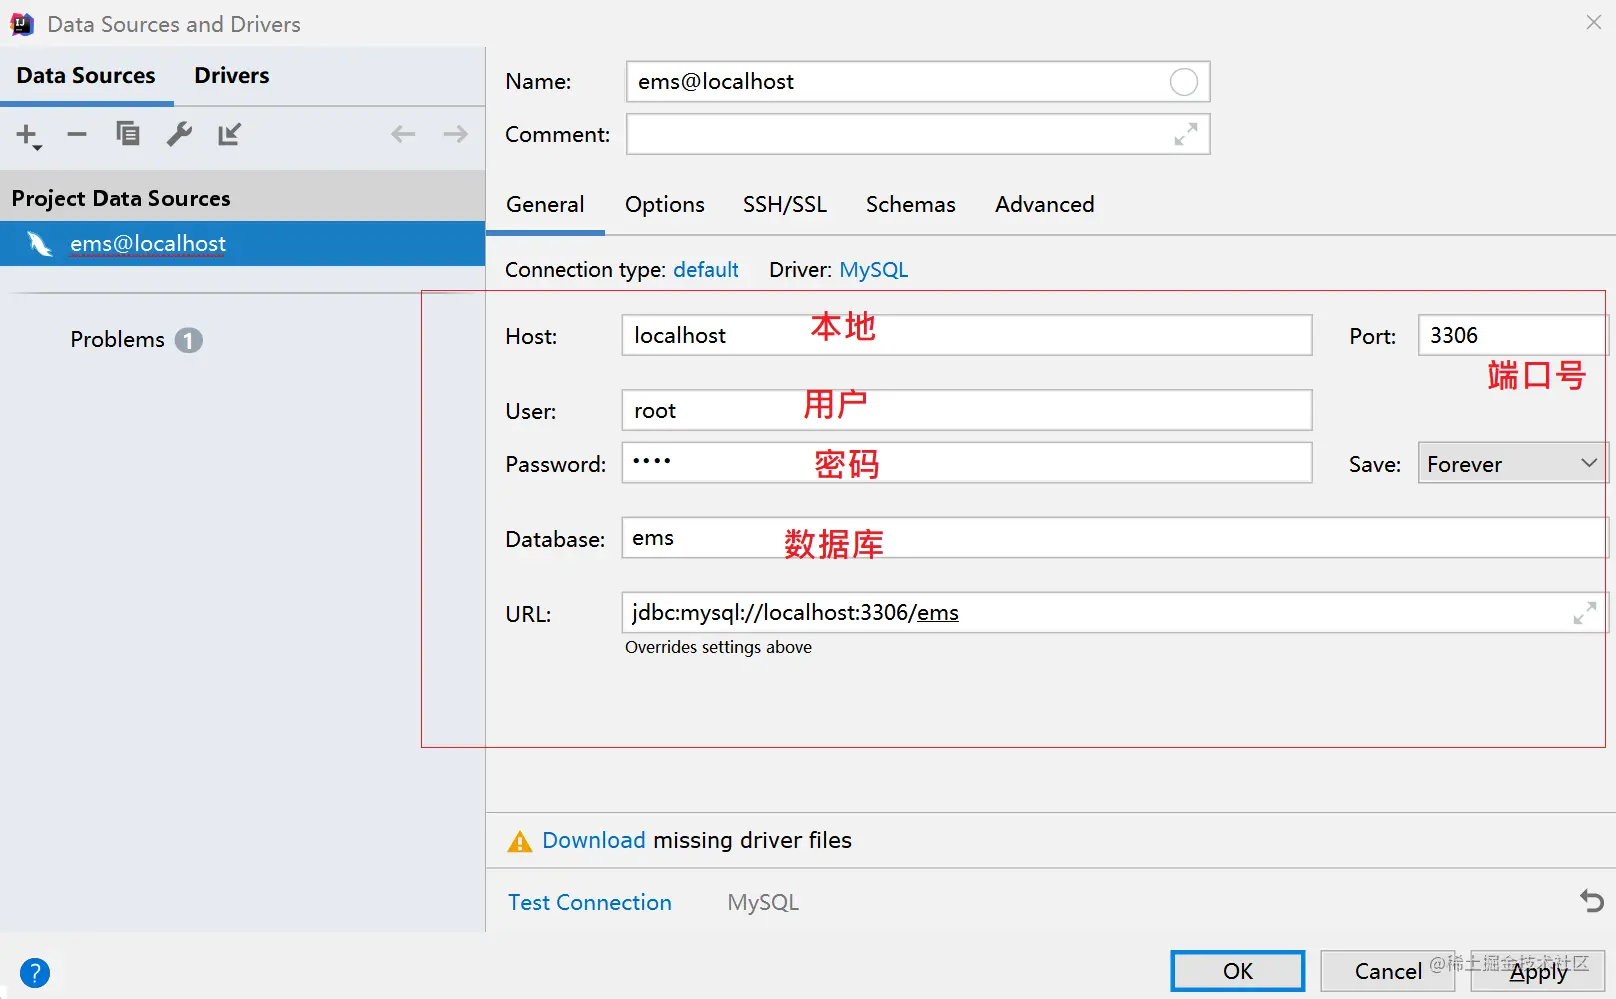 Data Sources and Drivers
Data Sources Drivers
Project Data Sources
ems@localhost
Problems 1
Name: ems@localhost
Comment:
General Options SSH/SSL Schemas Advanced
Connection type: default Driver: MySQL
Host: localhost 本地 Port: 3306
端口号
User: root 用户
Password: •••• 密码 Save: Forever
Database: ems 数据库
URL: jdbc:mysql://localhost:3306/ems
Overrides settings above
Download missing driver files
Test Connection MySQL
? OK Cancel Apply
@稀土掘金技术社区